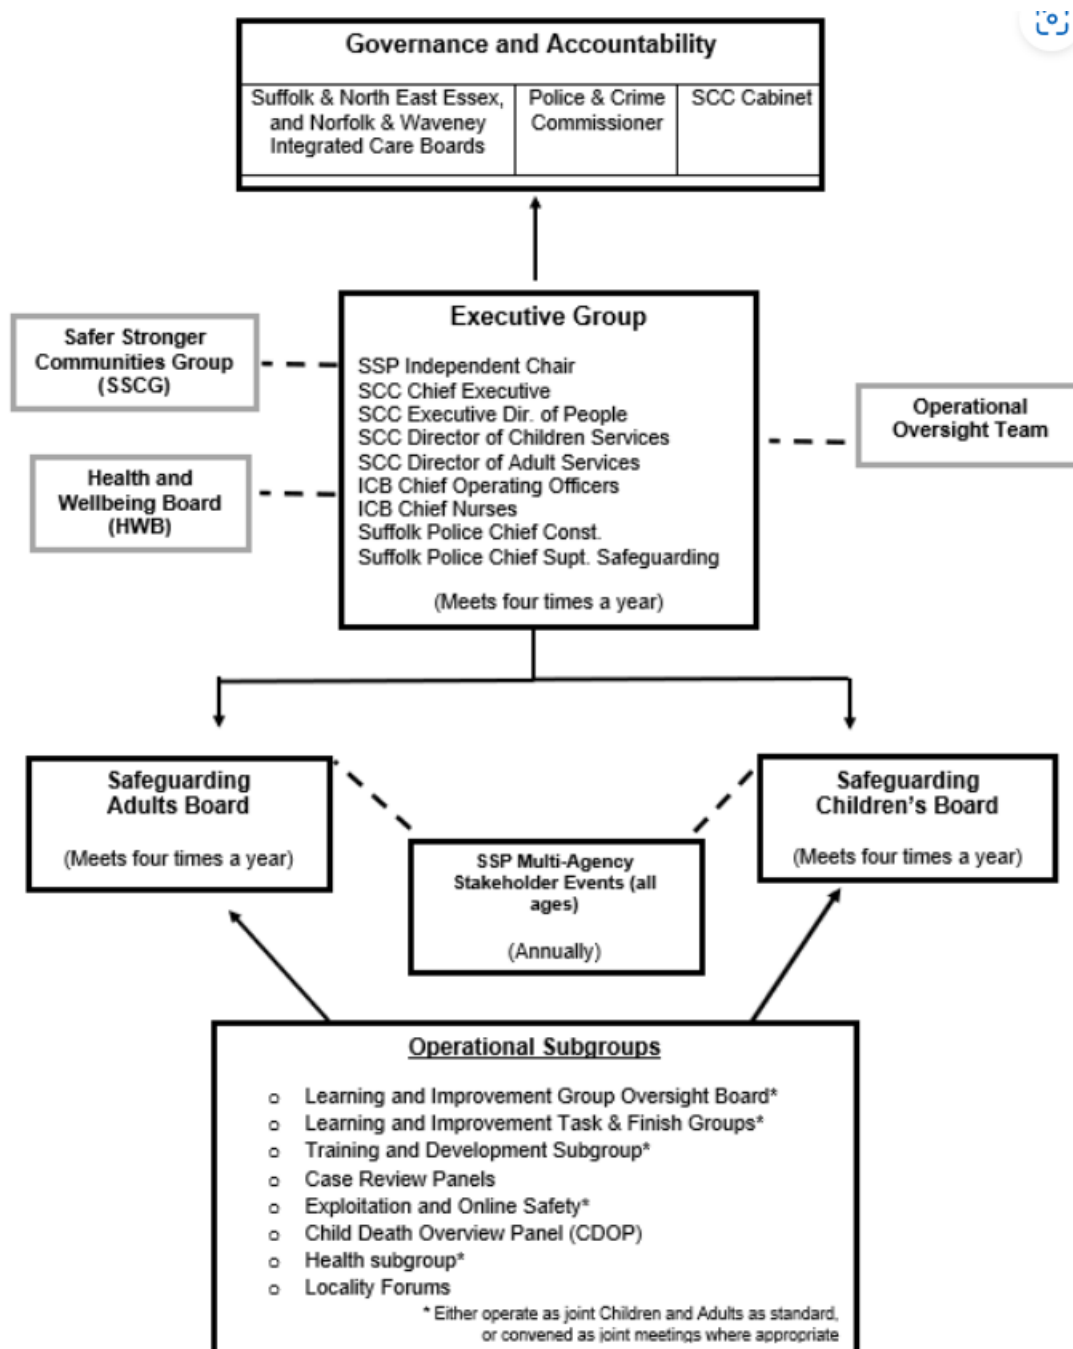 Governance and Accountability
Suffolk & North East Essex,
and Norfolk & Waveney
Integrated Care Boards
Police & Crime
Commissioner
SCC Cabinet
Executive Group
SSP Independent Chair
SCC Chief Executive
SCC Executive Dir. of People
SCC Director of Children Services
SCC Director of Adult Services
ICB Chief Operating Officers
ICB Chief Nurses
Suffolk Police Chief Const.
Suffolk Police Chief Supt. Safeguarding
(Meets four times a year)
Safer Stronger
Communities Group
(SSCG)
Health and
Wellbeing Board
(HWB)
Operational
Oversight Team
Safeguarding
Adults Board
(Meets four times a year)
SSP Multi-Agency
Stakeholder Events (all
ages)
(Annually)
Safeguarding
Children's Board
(Meets four times a year)
Operational Subgroups
o Learning and Improvement Group Oversight Board*
o Learning and Improvement Task & Finish Groups*
o Training and Development Subgroup*
o Case Review Panels
o Exploitation and Online Safety*
o Child Death Overview Panel (CDOP)
o Health subgroup*
o Locality Forums
* Either operate as joint Children and Adults as standard,
or convened as joint meetings where appropriate